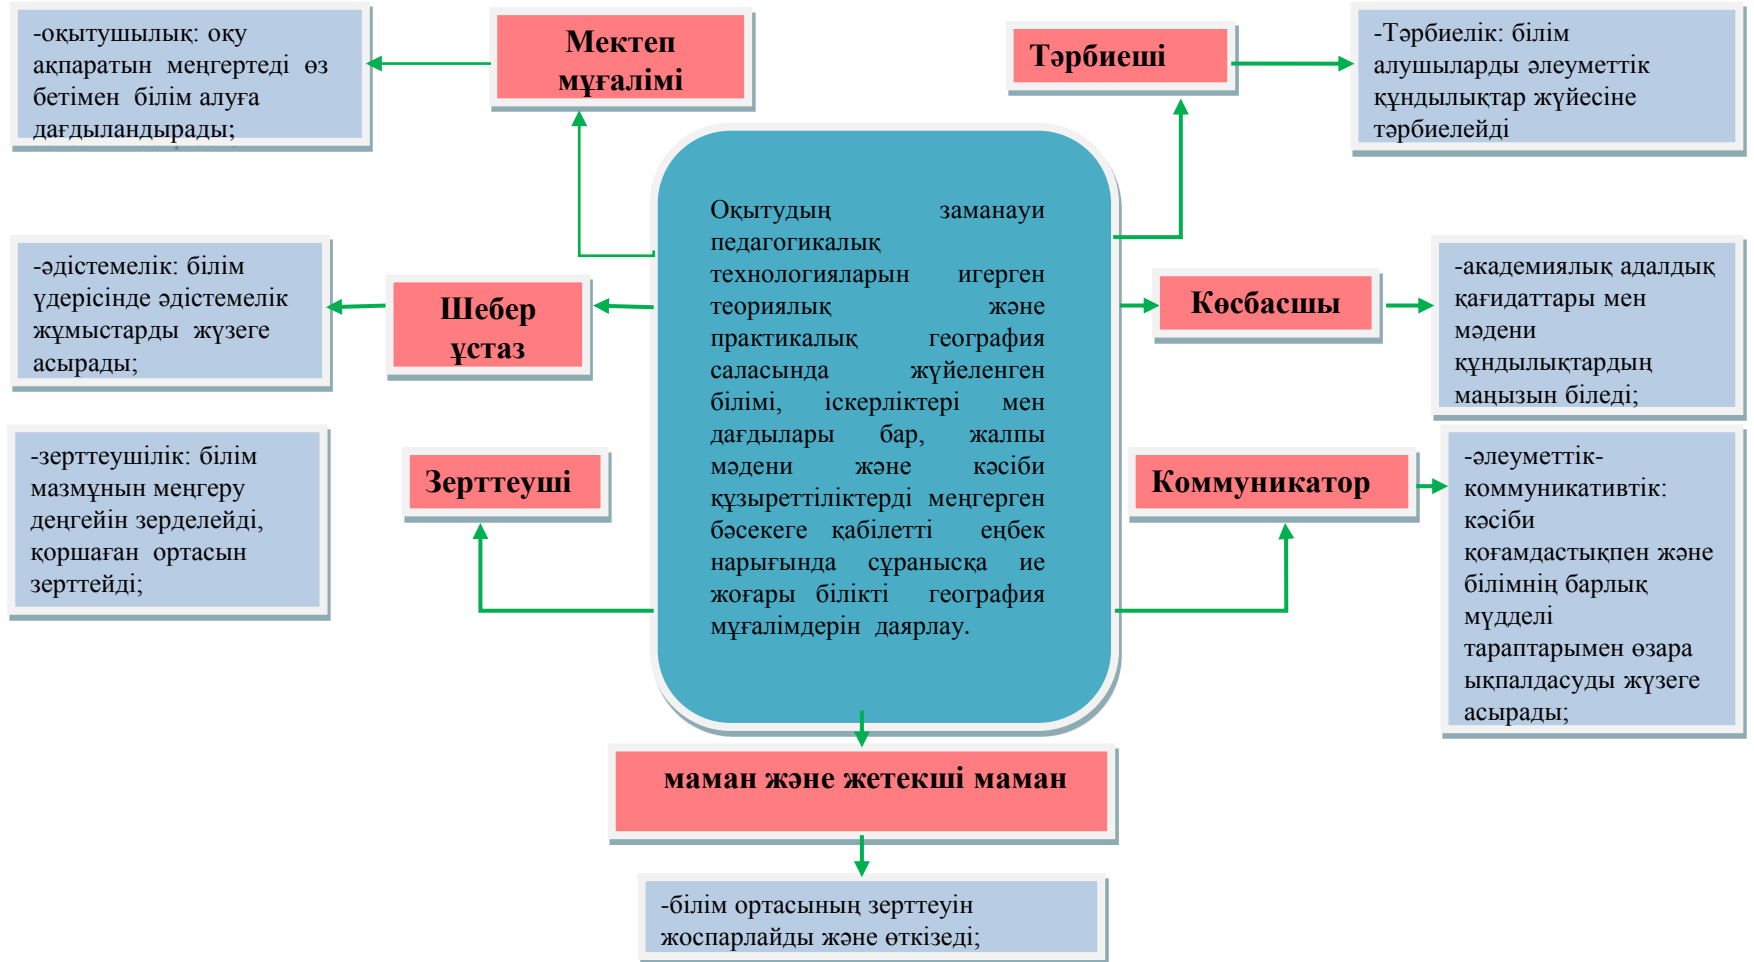 -оқытушылық: оқу
ақпаратын меңгертеді өз
бетімен білім алуға
дағдыландырады;
Мектеп
мұғалімі
Тәрбиеші
-Тәрбиелік: білім
алушыларды әлеуметтік
құндылықтар жүйесіне
тәрбиелейді
Оқытудың заманауи
педагогикалық
технологияларын игерген
теориялық және
практикалық география
саласында жүйеленген
білімі, іскерліктері мен
дағдылары бар, жалпы
мәдени және кәсіби
құзыреттіліктерді меңгерген
бәсекеге қабілетті еңбек
нарығында сұранысқа ие
жоғары білікті география
мұғалімдерін даярлау.
-әдістемелік: білім
үдерісінде әдістемелік
жұмыстарды жүзеге
асырады;
Шебер
ұстаз
Көсбасшы
-академиялық адалдық
қағидаттары мен
мәдени
құндылықтардың
маңызын біледі;
-зерттеушілік: білім
мазмұнын меңгеру
деңгейін зерделейді,
қоршаған ортасын
зерттейді;
Зерттеуші
Коммуникатор
-әлеуметтік-
коммуникативтік:
кәсіби
қоғамдастықпен және
білімнің барлық
мүдделі
тараптарымен өзара
ықпалдасуды жүзеге
асырады;
маман және жетекші маман
-білім ортасының зерттеуін
жоспарлайды және өткізеді;